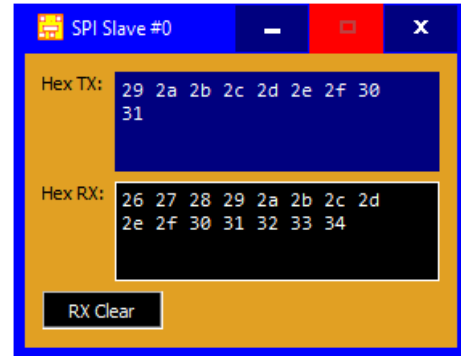 SPI Slave #0
Hex TX:
29 2a 2b 2c 2d 2e 2f 30
31
Hex RX:
26 27 28 29 2a 2b 2c 2d
2e 2f 30 31 32 33 34
RX Clear